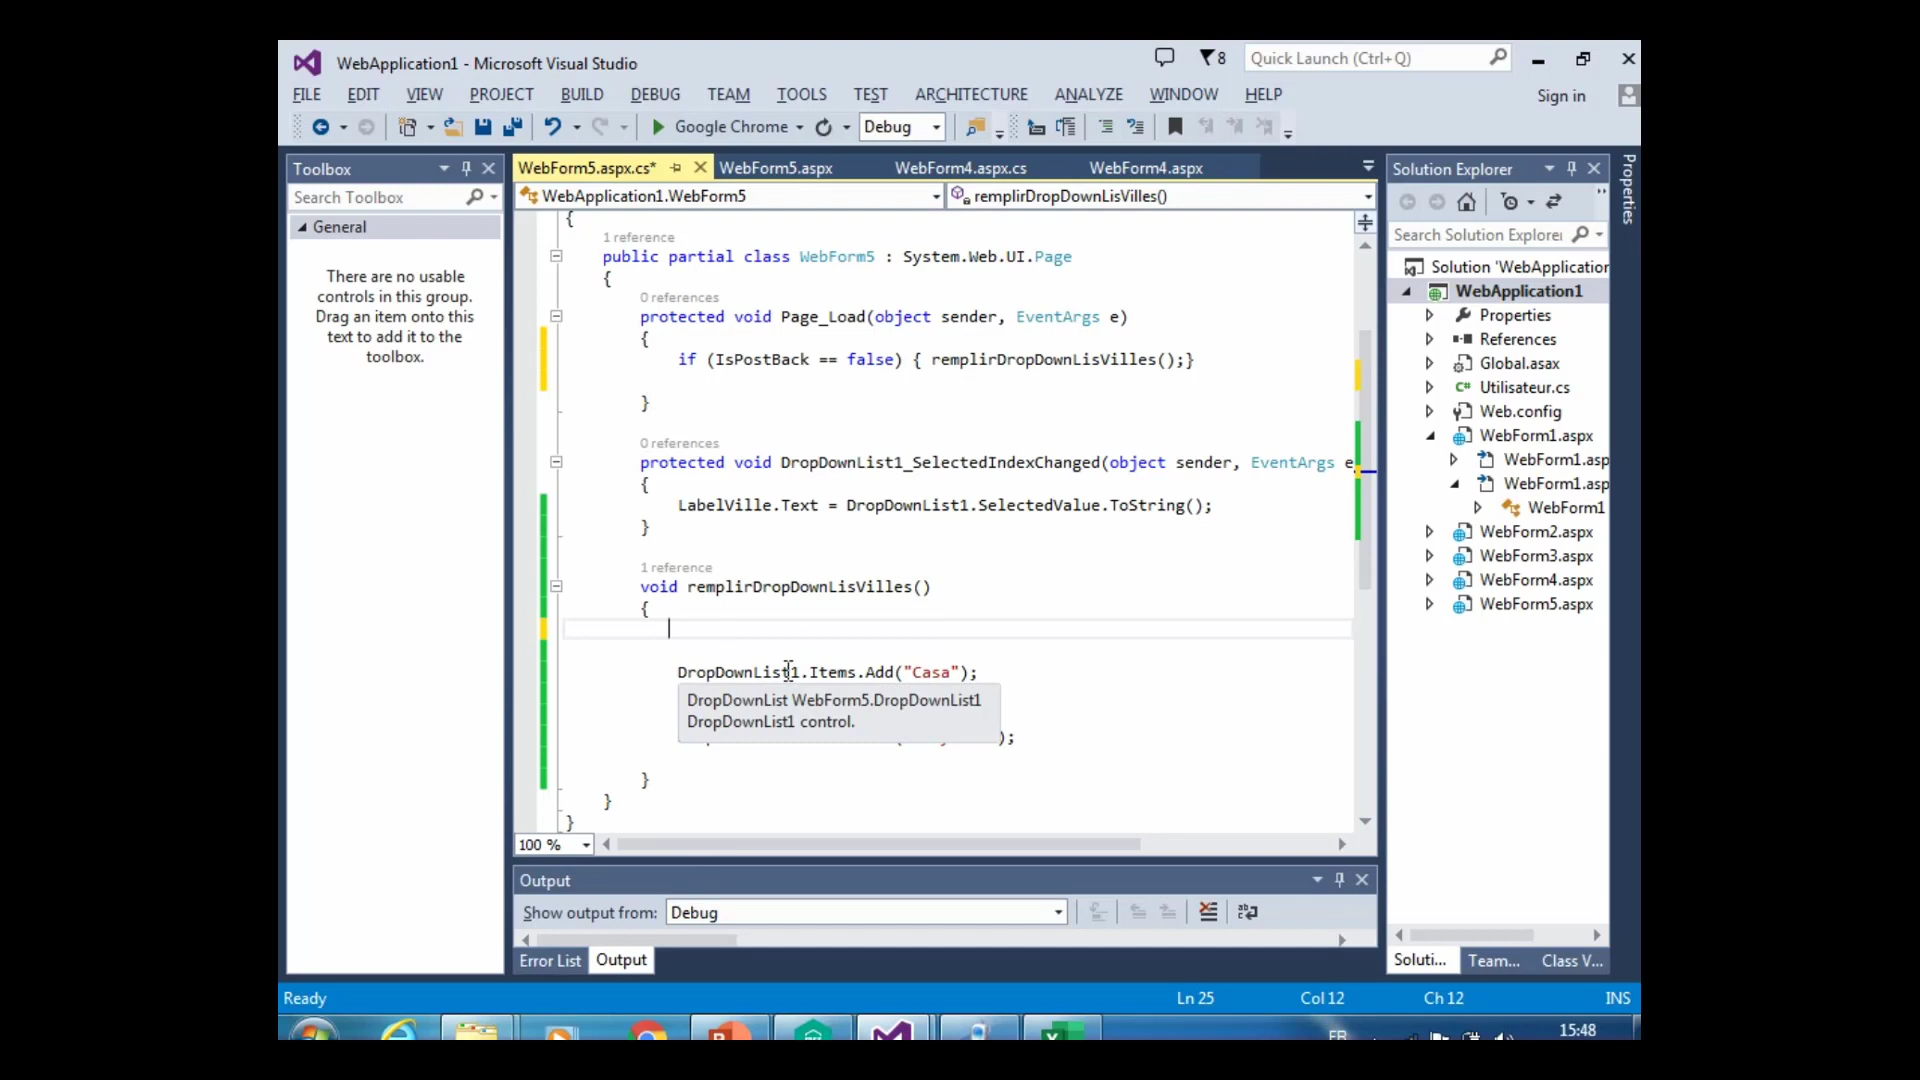 WebApplication1 - Microsoft Visual Studio
8
Quick Launch (Ctrl+Q)
FILE EDIT VIEW PROJECT BUILD DEBUG TEAM TOOLS TEST ARCHITECTURE ANALYZE WINDOW HELP
Sign in
Google Chrome
Debug
Toolbox
Search Toolbox
General
There are no usable
controls in this group.
Drag an item onto this
text to add it to the
toolbox.
WebForm5.aspx.cs* WebForm5.aspx WebForm4.aspx.cs WebForm4.aspx
WebApplication1.WebForm5 remplirDropDownLisVilles()
{
1 reference
public partial class WebForm5 : System.Web.UI.Page
{
0 references
protected void Page_Load(object sender, EventArgs e)
{
if (IsPostBack == false) { remplirDropDownLisVilles();}
}
0 references
protected void DropDownList1_SelectedIndexChanged(object sender, EventArgs e
{
LabelVille.Text = DropDownList1.SelectedValue.ToString();
}
1 reference
void remplirDropDownLisVilles()
{
DropDownList1.Items.Add("Casa");
DropDownList WebForm5.DropDownList1
DropDownList1 control.
);
}
}
}
100 %
Output
Show output from: Debug
Error List Output
Solution Explorer
Search Solution Explorer
Solution 'WebApplication
WebApplication1
Properties
References
Global.asax
C# Utilisateur.cs
Web.config
WebForm1.aspx
WebForm1.asp
WebForm1.asp
WebForm1
WebForm2.aspx
WebForm3.aspx
WebForm4.aspx
WebForm5.aspx
Soluti... Team... Class V...
Properties
Ready Ln 25 Col 12 Ch 12 INS
FR 15:48